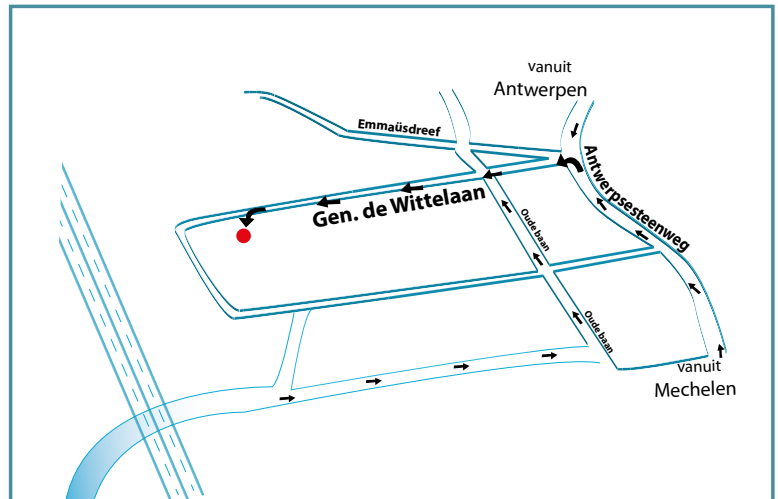 vanuit
Antwerpen
Emmaüsdreef
Antwerpsesteenweg
Gen. de Wittelaan
Oude baan
Oude baan
vanuit
Mechelen